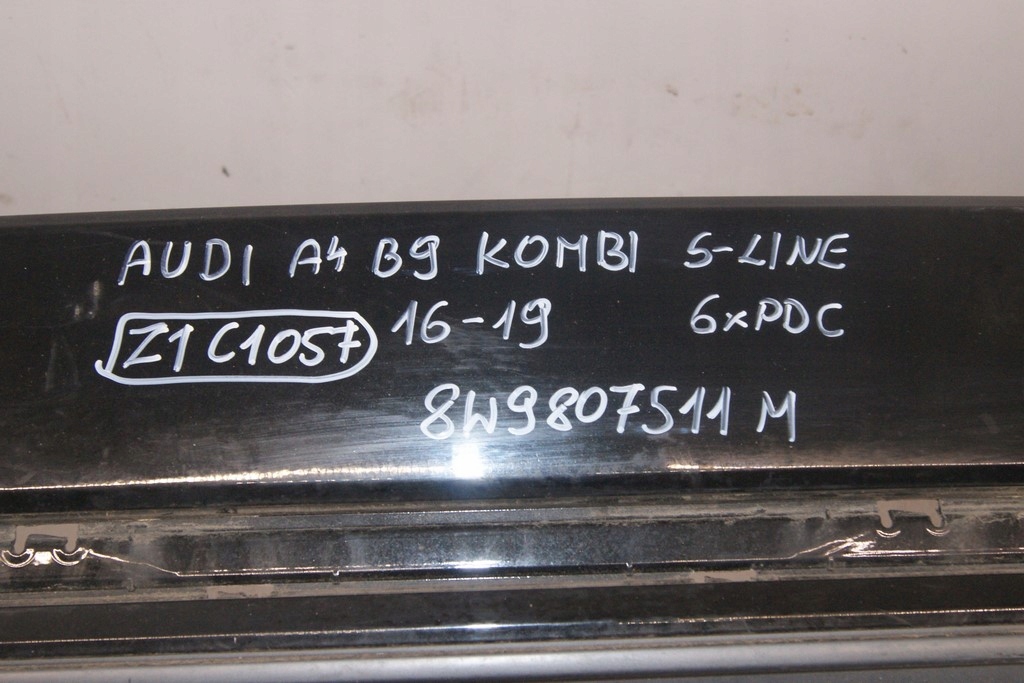 AUDI A4 B9 KOMBI S-LINE
Z1 C1057 16-19 6xPDC
8W9807511 M